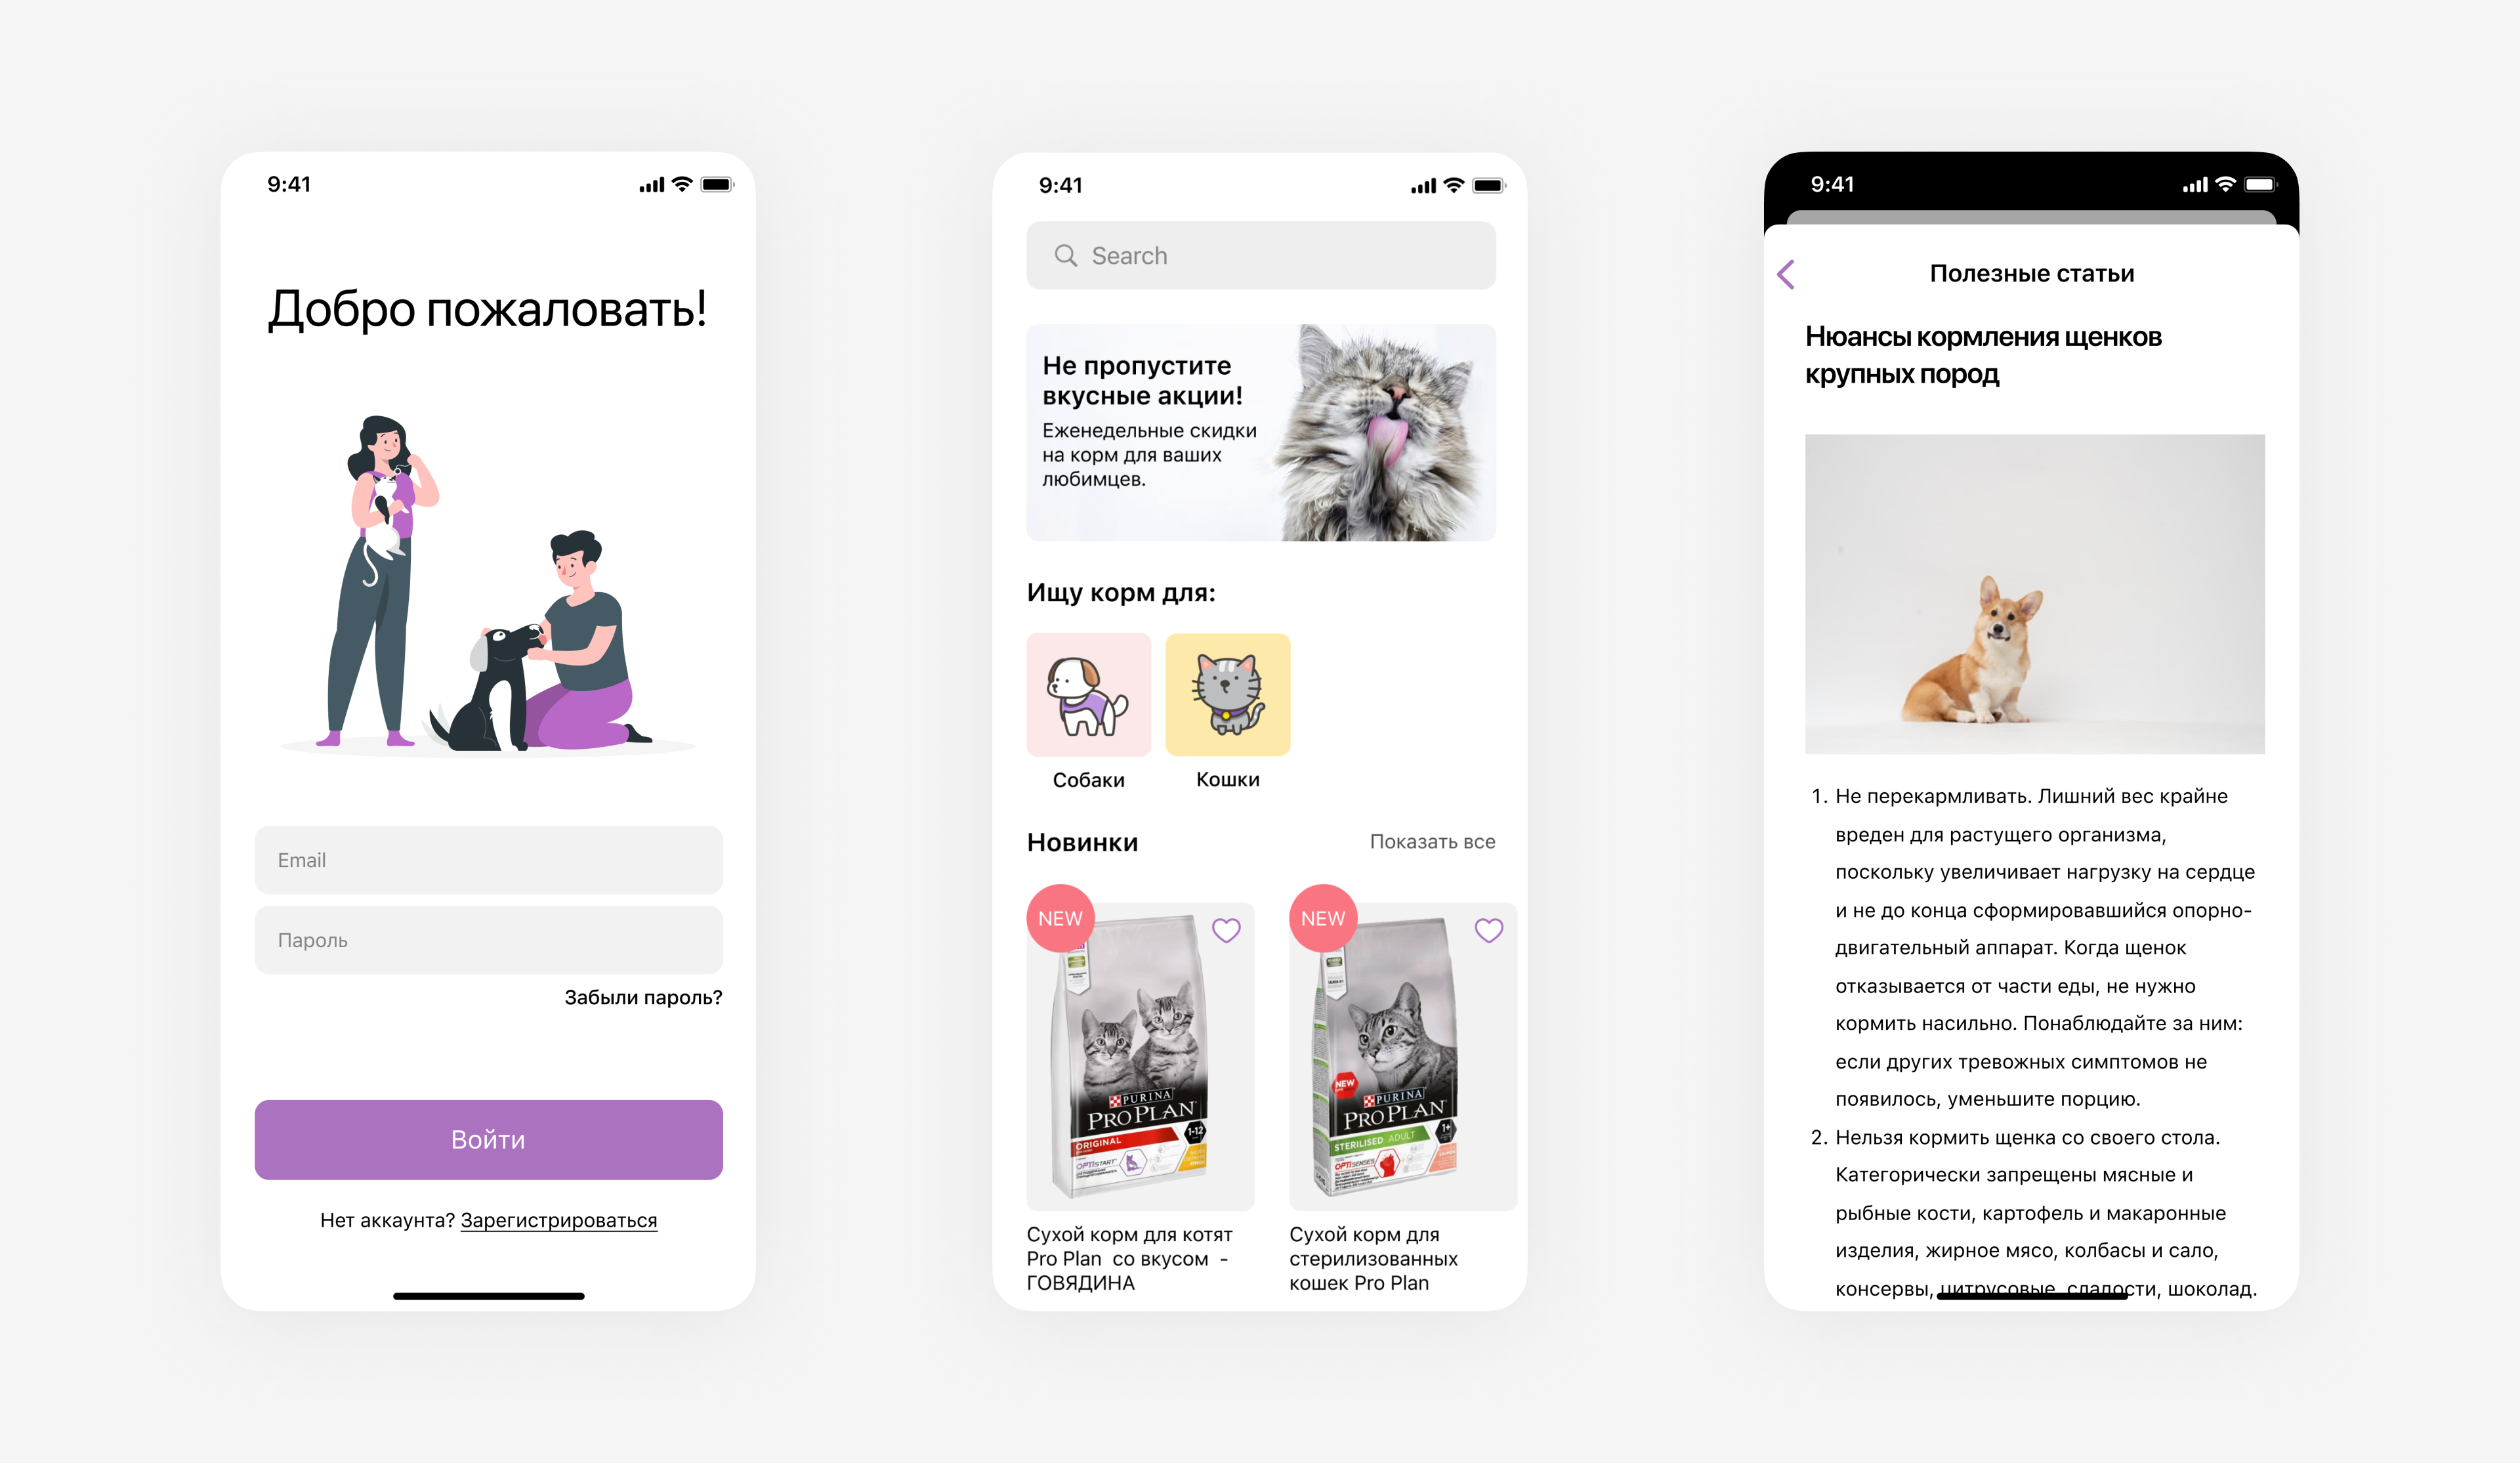 9:41
Добро пожаловать!
Email
Пароль
Забыли пароль?
Войти
Нет аккаунта? Зарегистрироваться
9:41
Search
Не пропустите
вкусные акции!
Еженедельные скидки
на корм для ваших
любимцев.
Ищу корм для:
Собаки
Кошки
Новинки
Показать все
NEW
PURINA
PRO PLAN
ORIGINAL
1-12
OPTISTART
Сухой корм для котят
Pro Plan со вкусом -
ГОВЯДИНА
NEW
NEW
PURINA
PRO PLAN
STERILISED ADULT
1+
OPTISENSES
Сухой корм для
стерилизованных
кошек Pro Plan
9:41
Полезные статьи
Нюансы кормления щенков
крупных пород
1. Не перекармливать. Лишний вес крайне
вреден для растущего организма,
поскольку увеличивает нагрузку на сердце
и не до конца сформировавшийся опорно-
двигательный аппарат. Когда щенок
отказывается от части еды, не нужно
кормить насильно. Понаблюдайте за ним:
если других тревожных симптомов не
появилось, уменьшите порцию.
2. Нельзя кормить щенка со своего стола.
Категорически запрещены мясные и
рыбные кости, картофель и макаронные
изделия, жирное мясо, колбасы и сало,
консервы, цитрусовые, сладости, шоколад.